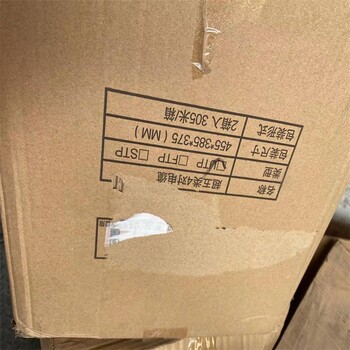 名称 超五类4对电缆
类型 UTP □FTP □STP
包装尺寸 455*385*375（MM）
包装形式 2箱入 305米/箱